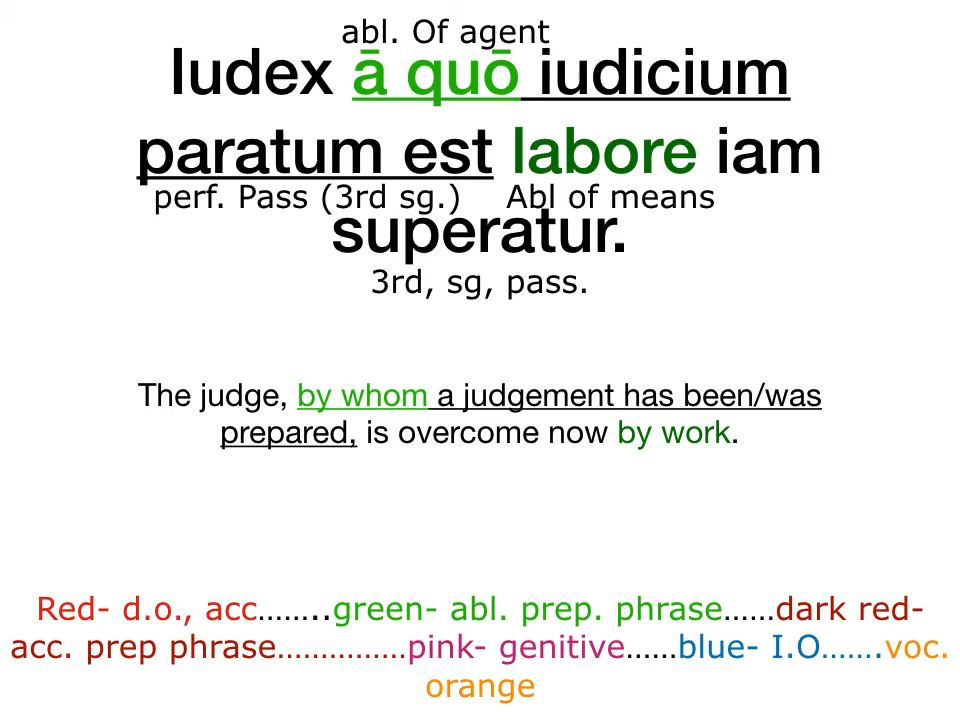 abl. Of agent
Iudex ā quō iudicium
paratum est labore iam
perf. Pass (3rd sg.) Abl of means
superatur.
3rd, sg, pass.
The judge, by whom a judgement has been/was
prepared, is overcome now by work.
Red- d.o., acc……..green- abl. prep. phrase……dark red-
acc. prep phrase……………pink- genitive……blue- I.O…….voc.
orange